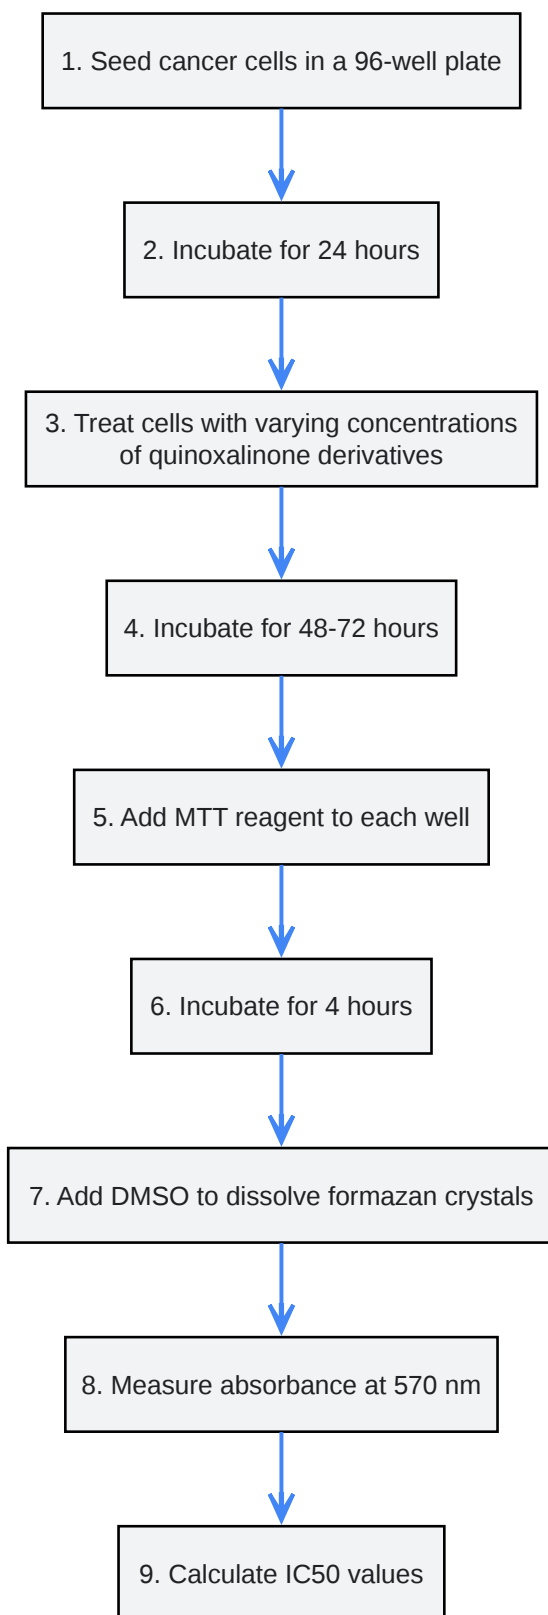 1. Seed cancer cells in a 96-well plate
2. Incubate for 24 hours
3. Treat cells with varying concentrations
of quinoxalinone derivatives
4. Incubate for 48-72 hours
5. Add MTT reagent to each well
6. Incubate for 4 hours
7. Add DMSO to dissolve formazan crystals
8. Measure absorbance at 570 nm
9. Calculate IC50 values